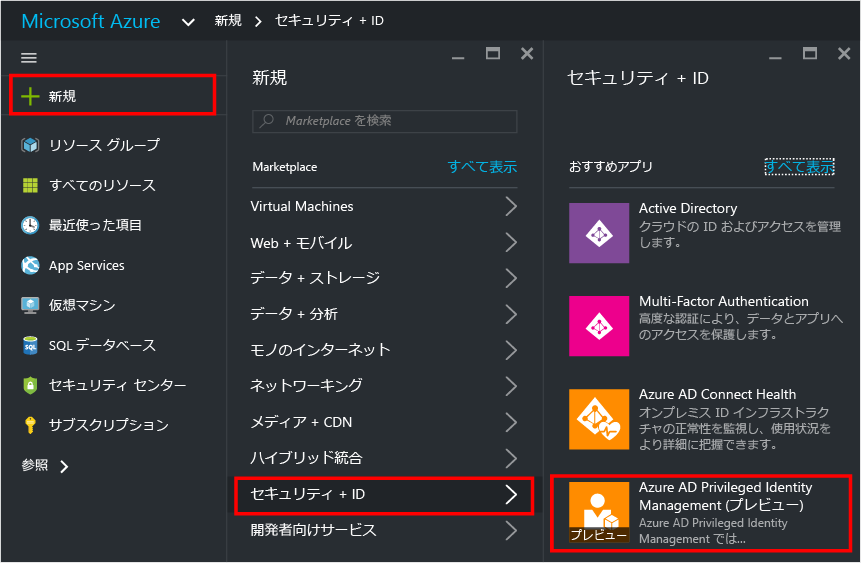 Microsoft Azure 新規 セキュリティ + ID
新規
リソース グループ
すべてのリソース
最近使った項目
App Services
仮想マシン
SQL データベース
セキュリティ センター
サブスクリプション
参照
新規
Marketplace を検索
Marketplace すべて表示
Virtual Machines
Web + モバイル
データ + ストレージ
データ + 分析
モノのインターネット
ネットワーキング
メディア + CDN
ハイブリッド統合
セキュリティ + ID
開発者向けサービス
セキュリティ + ID
おすすめアプリ すべて表示
Active Directory
クラウドの ID およびアクセスを管理
します。
Multi-Factor Authentication
高度な認証により、データとアプリへ
のアクセスを保護します。
Azure AD Connect Health
オンプレミス ID インフラストラク
チャの正常性を監視し、使用状況を
より詳細に把握できます。
プレビュー
Azure AD Privileged Identity
Management (プレビュー)
Azure AD Privileged Identity
Management では...